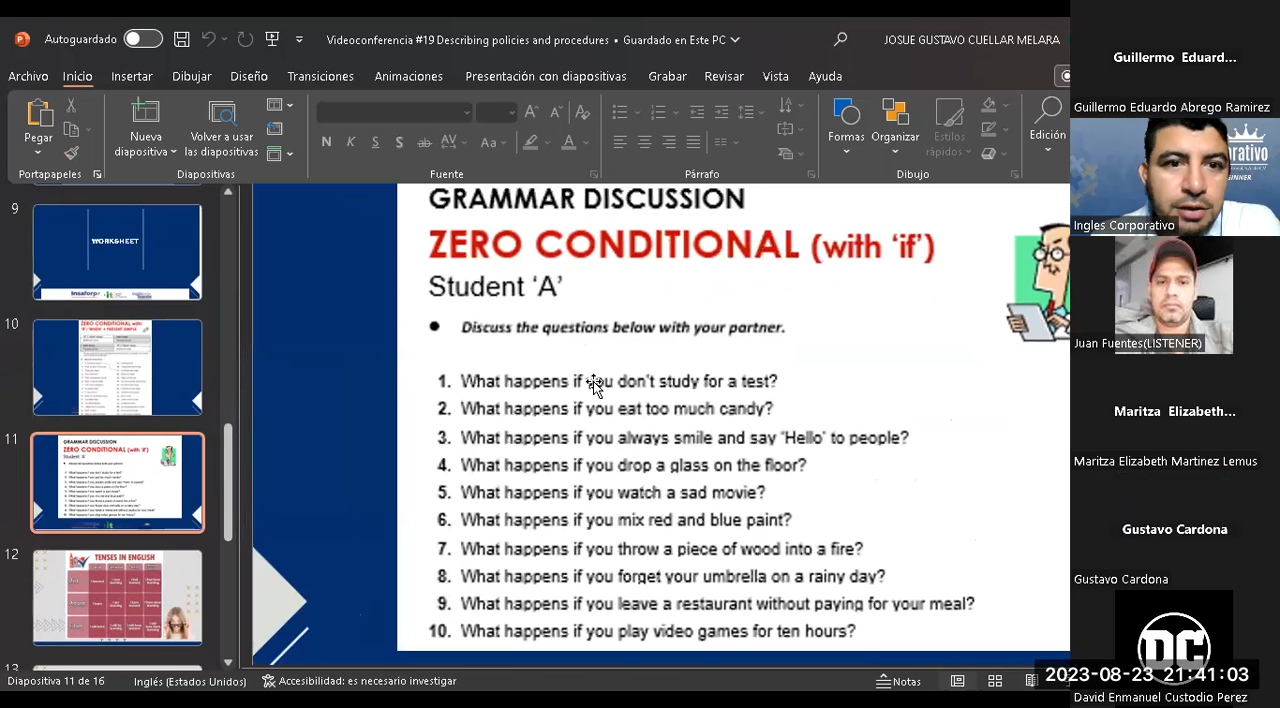 Autoguardado
Videoconferencia #19 Describing policies and procedures • Guardado en Este PC
JOSUE GUSTAVO CUELLAR MELARA
Archivo Inicio Insertar Dibujar Diseño Transiciones Animaciones Presentación con diapositivas Grabar Revisar Vista Ayuda
Pegar
Nueva diapositiva
Volver a usar las diapositivas
Formas
Organizar
Estilos rápidos
Edición
Portapapeles
Diapositivas
Fuente
Párrafo
Dibujo
9
WORKSHEET
10
11
12
TENSES IN ENGLISH
13
GRAMMAR DISCUSSION
ZERO CONDITIONAL (with ‘if’)
Student ‘A’
● Discuss the questions below with your partner.
1. What happens if you don't study for a test?
2. What happens if you eat too much candy?
3. What happens if you always smile and say ‘Hello’ to people?
4. What happens if you drop a glass on the floor?
5. What happens if you watch a sad movie?
6. What happens if you mix red and blue paint?
7. What happens if you throw a piece of wood into a fire?
8. What happens if you forget your umbrella on a rainy day?
9. What happens if you leave a restaurant without paying for your meal?
10. What happens if you play video games for ten hours?
Diapositiva 11 de 16
Inglés (Estados Unidos)
Accesibilidad: es necesario investigar
Notas
Guillermo Eduard...
Guillermo Eduardo Abrego Ramirez
Ingles Corporativo
Juan Fuentes(LISTENER)
Maritza Elizabeth...
Maritza Elizabeth Martinez Lemus
Gustavo Cardona
Gustavo Cardona
DC
2023-08-23 21:41:03
David Enmanuel Custodio Perez